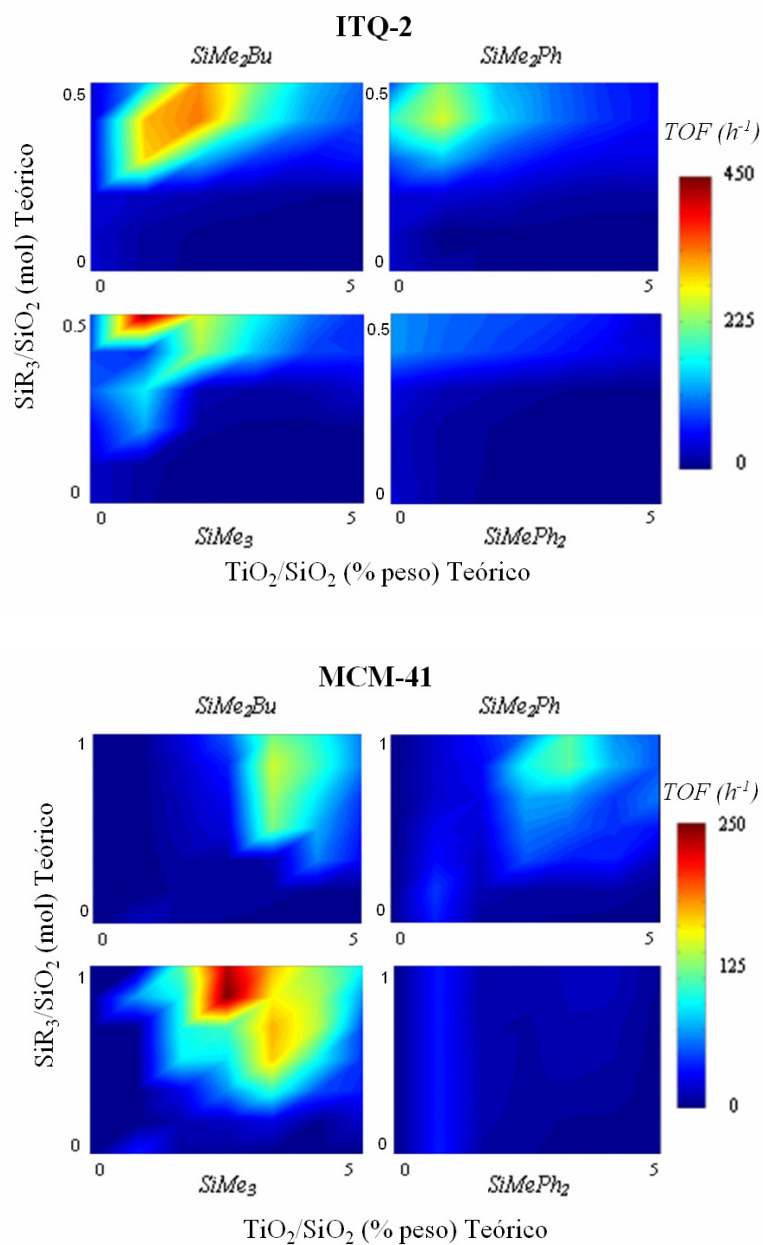 ITQ-2
SiMe₂Bu
SiMe₂Ph
0.5
0
0
5
0.5
0
0
5
TOF (h⁻¹)
450
225
0
SiR₃/SiO₂ (mol) Teórico
0.5
0
0
5
0.5
0
0
5
SiMe₃
SiMePh₂
TiO₂/SiO₂ (% peso) Teórico
MCM-41
SiMe₂Bu
SiMe₂Ph
1
0
0
5
1
0
0
5
TOF (h⁻¹)
250
125
0
SiR₃/SiO₂ (mol) Teórico
1
0
0
5
1
0
0
5
SiMe₃
SiMePh₂
TiO₂/SiO₂ (% peso) Teórico